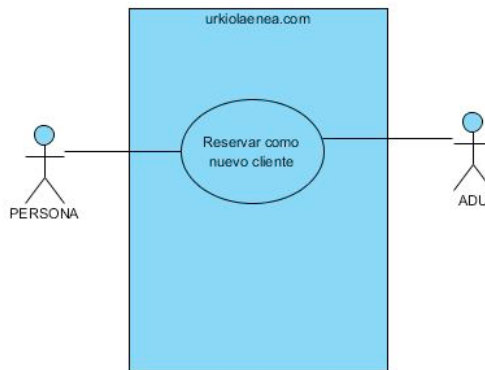 urkiolaenea.com
Reservar como
nuevo cliente
PERSONA
ADU